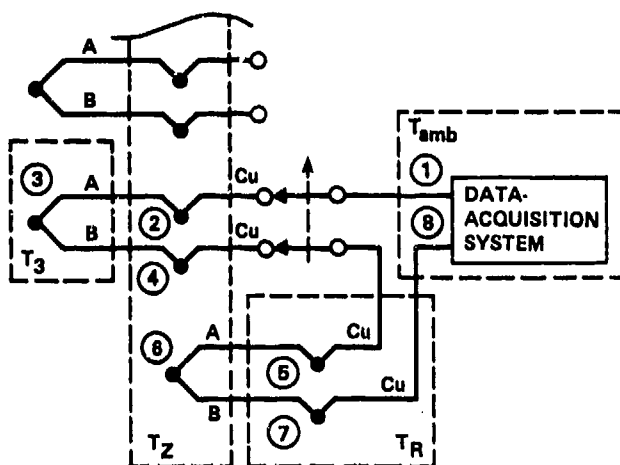 A
B
T_amb
③
A
Cu
①
②
⑧
DATA-
ACQUISITION
SYSTEM
B
Cu
T_3
④
⑥
A
Cu
⑤
Cu
B
⑦
T_Z
T_R